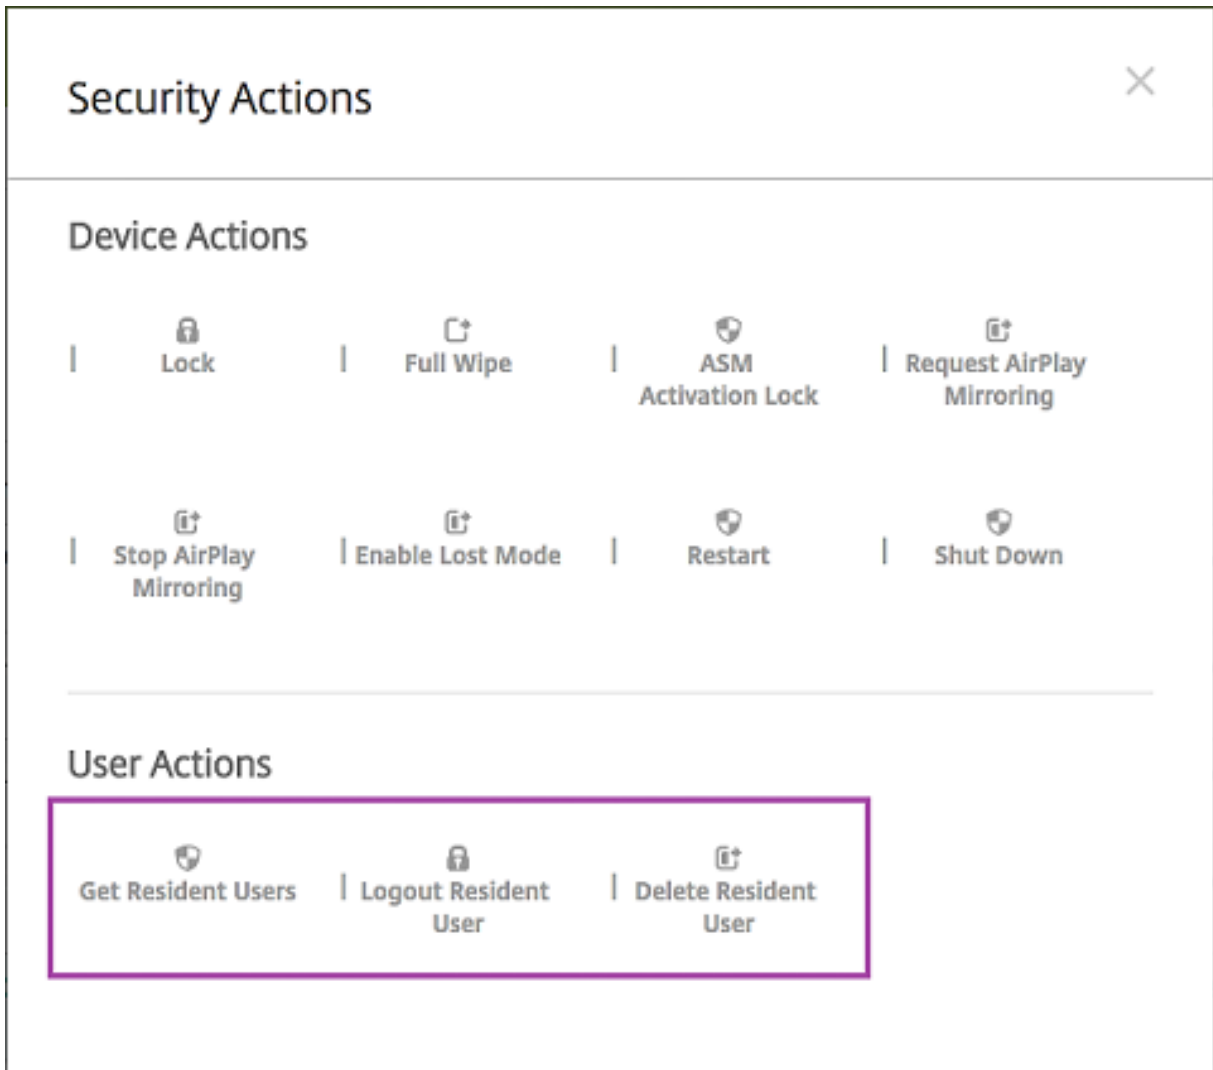 Security Actions
Device Actions
Lock
Full Wipe
ASM
Activation Lock
Request AirPlay
Mirroring
Stop AirPlay
Mirroring
Enable Lost Mode
Restart
Shut Down
User Actions
Get Resident Users
Logout Resident
User
Delete Resident
User